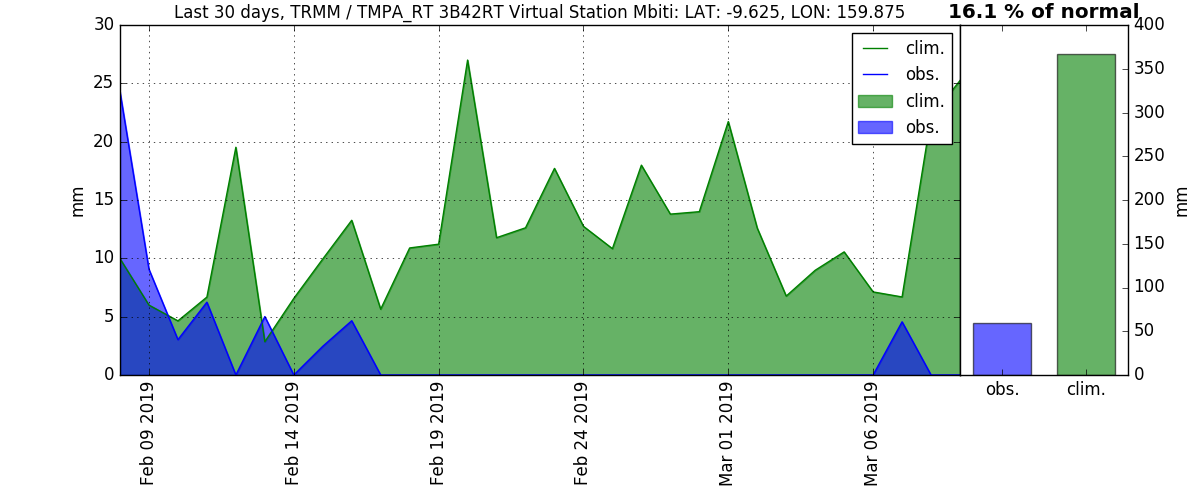 Last 30 days, TRMM / TMPA_RT 3B42RT Virtual Station Mbiti: LAT: -9.625, LON: 159.875
16.1 % of normal
30
25
20
15
10
5
0
mm
clim.
obs.
clim.
obs.
Feb 09 2019
Feb 14 2019
Feb 19 2019
Feb 24 2019
Mar 01 2019
Mar 06 2019
400
350
300
250
200
150
100
50
0
mm
obs.
clim.